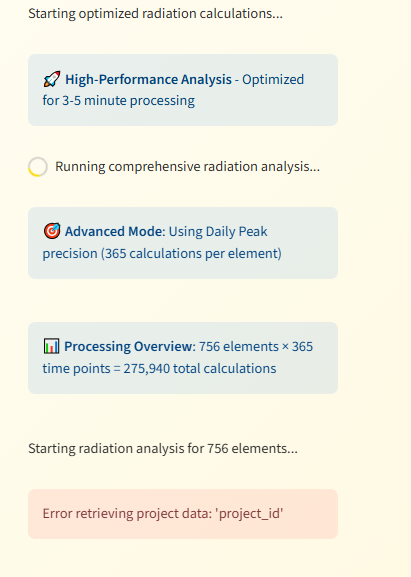 Starting optimized radiation calculations...
🚀 High-Performance Analysis - Optimized
for 3-5 minute processing
Running comprehensive radiation analysis...
🎯 Advanced Mode: Using Daily Peak
precision (365 calculations per element)
📊 Processing Overview: 756 elements × 365
time points = 275,940 total calculations
Starting radiation analysis for 756 elements...
Error retrieving project data: 'project_id'